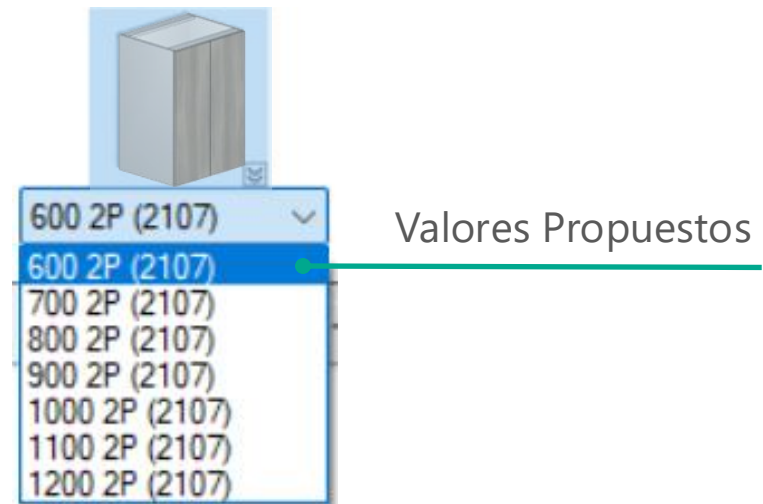 600 2P (2107)
Valores Propuestos
600 2P (2107)
700 2P (2107)
800 2P (2107)
900 2P (2107)
1000 2P (2107)
1100 2P (2107)
1200 2P (2107)